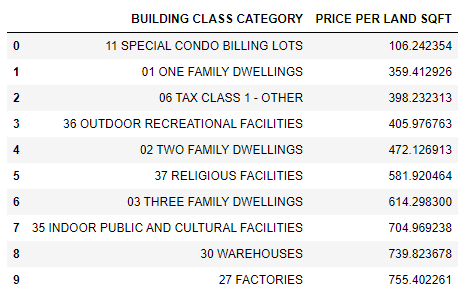 BUILDING CLASS CATEGORY PRICE PER LAND SQFT
0 11 SPECIAL CONDO BILLING LOTS 106.242354
1 01 ONE FAMILY DWELLINGS 359.412926
2 06 TAX CLASS 1 - OTHER 398.232313
3 36 OUTDOOR RECREATIONAL FACILITIES 405.976763
4 02 TWO FAMILY DWELLINGS 472.126913
5 37 RELIGIOUS FACILITIES 581.920464
6 03 THREE FAMILY DWELLINGS 614.298300
7 35 INDOOR PUBLIC AND CULTURAL FACILITIES 704.969238
8 30 WAREHOUSES 739.823678
9 27 FACTORIES 755.402261